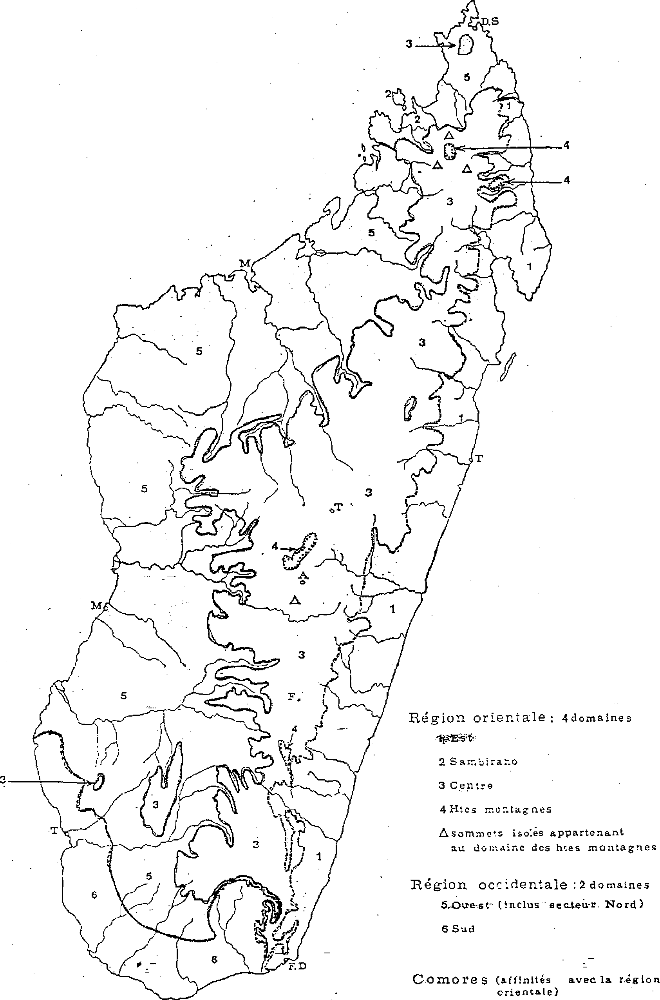 D.S
3
5
2
1
2
4
4
3
5
1
M
3
5
1
T
5
3
T
4
A
M
1
3
5
F.
4
3
3
T
3
1
5
6
6
F.D
Région orientale : 4 domaines
1 Est
2 Sambirano
3 Centre
4 Htes montagnes
Δ sommets isolés appartenant
au domaine des htes montagnes
Région occidentale : 2 domaines
5 Ouest (inclus secteur Nord)
6 Sud
Comores (affinités avec la région
orientale)